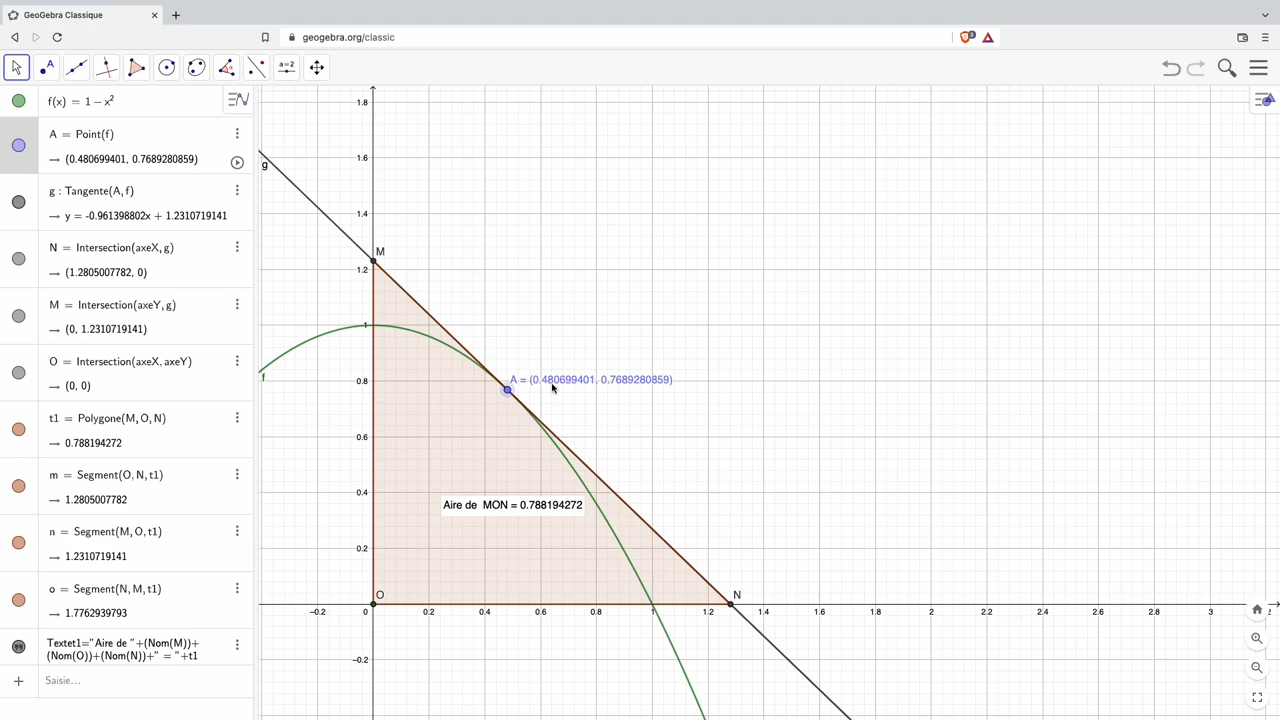 GeoGebra Classique
geogebra.org/classic
3
a=2
f(x) = 1 − x²
A = Point(f)
→ (0.480699401, 0.7689280859)
g : Tangente(A, f)
→ y = -0.961398802x + 1.2310719141
N = Intersection(axeX, g)
→ (1.2805007782, 0)
M = Intersection(axeY, g)
→ (0, 1.2310719141)
O = Intersection(axeX, axeY)
→ (0, 0)
t1 = Polygone(M, O, N)
→ 0.788194272
m = Segment(O, N, t1)
→ 1.2805007782
n = Segment(M, O, t1)
→ 1.2310719141
o = Segment(N, M, t1)
→ 1.7762939793
Textet1="Aire de "+(Nom(M))+
(Nom(O))+(Nom(N))+" = "+t1
Saisie…
1.8
1.6
g
1.4
M
1.2
1
f
0.8
A = (0.480699401, 0.7689280859)
0.6
0.4
Aire de MON = 0.788194272
0.2
O
N
−0.2 0 0.2 0.4 0.6 0.8 1 1.2 1.4 1.6 1.8 2 2.2 2.4 2.6 2.8 3
−0.2